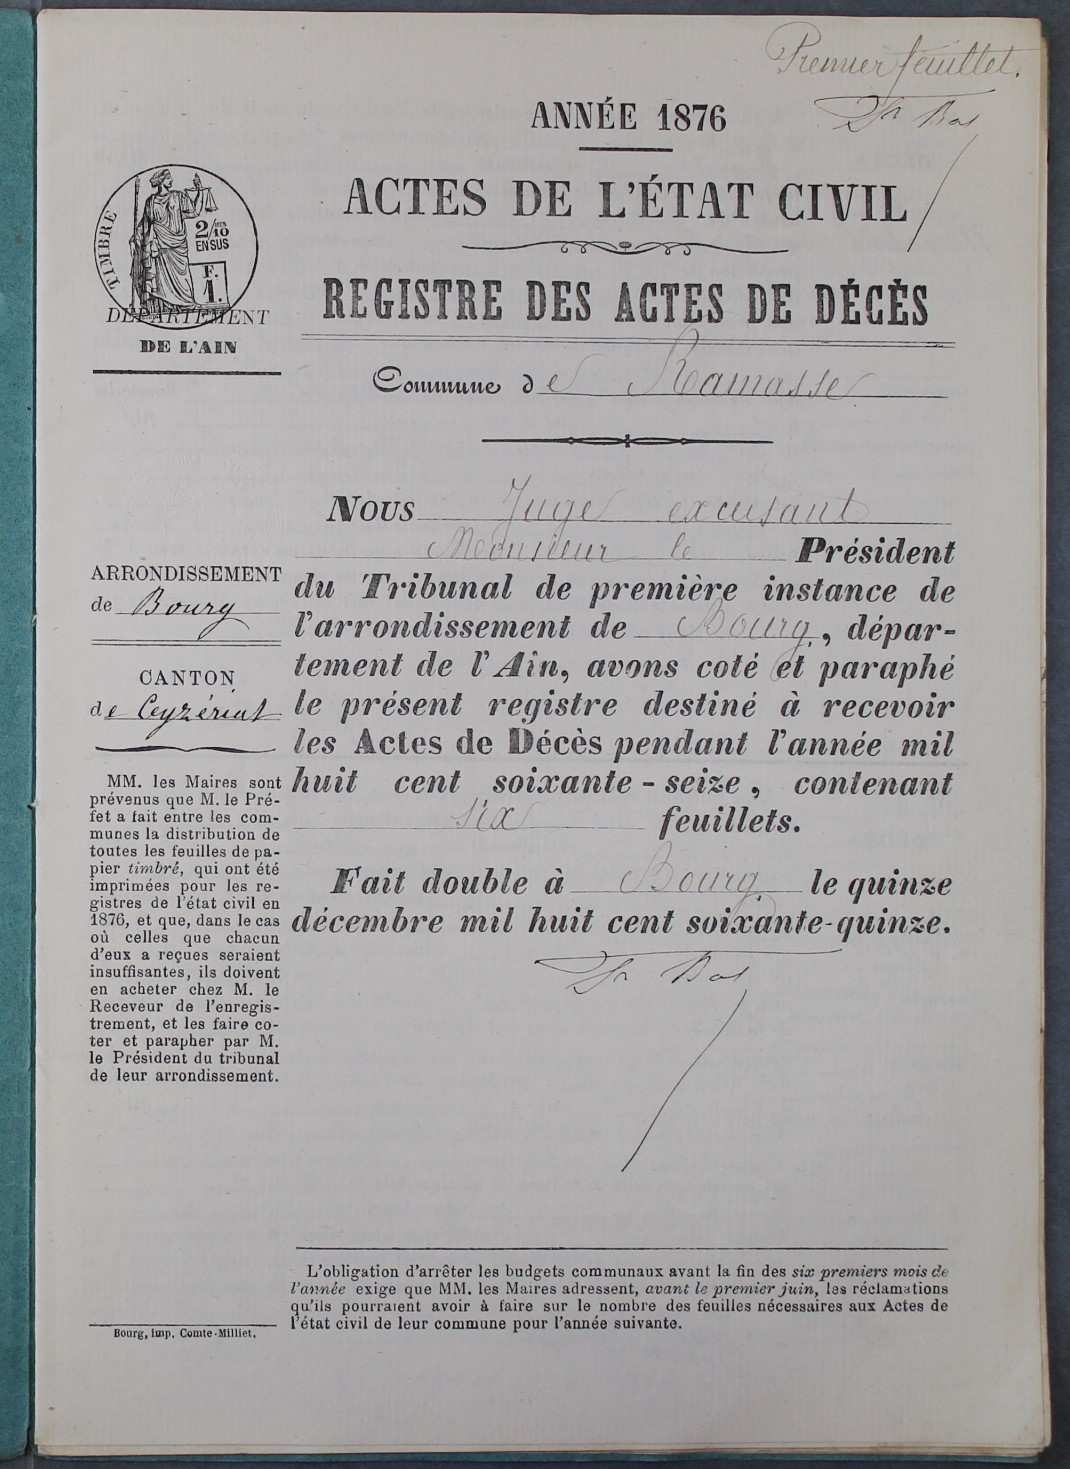 Premier feuillet.
ANNÉE 1876
ACTES DE L'ÉTAT CIVIL
REGISTRE DES ACTES DE DÉCÈS
TIMBRE
2/10
EN SUS
F.
1.
DÉPARTEMENT
DE L'AIN
Commune de Ramasse
ARRONDISSEMENT
de Bourg
CANTON
de Ceyzériat
MM. les Maires sont
prévenus que M. le Pré-
fet a fait entre les com-
munes la distribution de
toutes les feuilles de pa-
pier timbré, qui ont été
imprimées pour les re-
gistres de l'état civil en
1876, et que, dans le cas
où celles que chacun
d'eux a reçues seraient
insuffisantes, ils doivent
en acheter chez M. le
Receveur de l'enregis-
trement, et les faire co-
ter et parapher par M.
le Président du tribunal
de leur arrondissement.
Bourg, imp. Comte-Milliet.
Nous Juge excusant
Monsieur le Président
du Tribunal de première instance de
l'arrondissement de Bourg, dépar-
tement de l'Ain, avons coté et paraphé
le présent registre destiné à recevoir
les Actes de Décès pendant l'année mil
huit cent soixante-seize, contenant
six feuillets.
Fait double à Bourg le quinze
décembre mil huit cent soixante-quinze.
L'obligation d'arrêter les budgets communaux avant la fin des six premiers mois de
l'année exige que MM. les Maires adressent, avant le premier juin, les réclamations
qu'ils pourraient avoir à faire sur le nombre des feuilles nécessaires aux Actes de
l'état civil de leur commune pour l'année suivante.